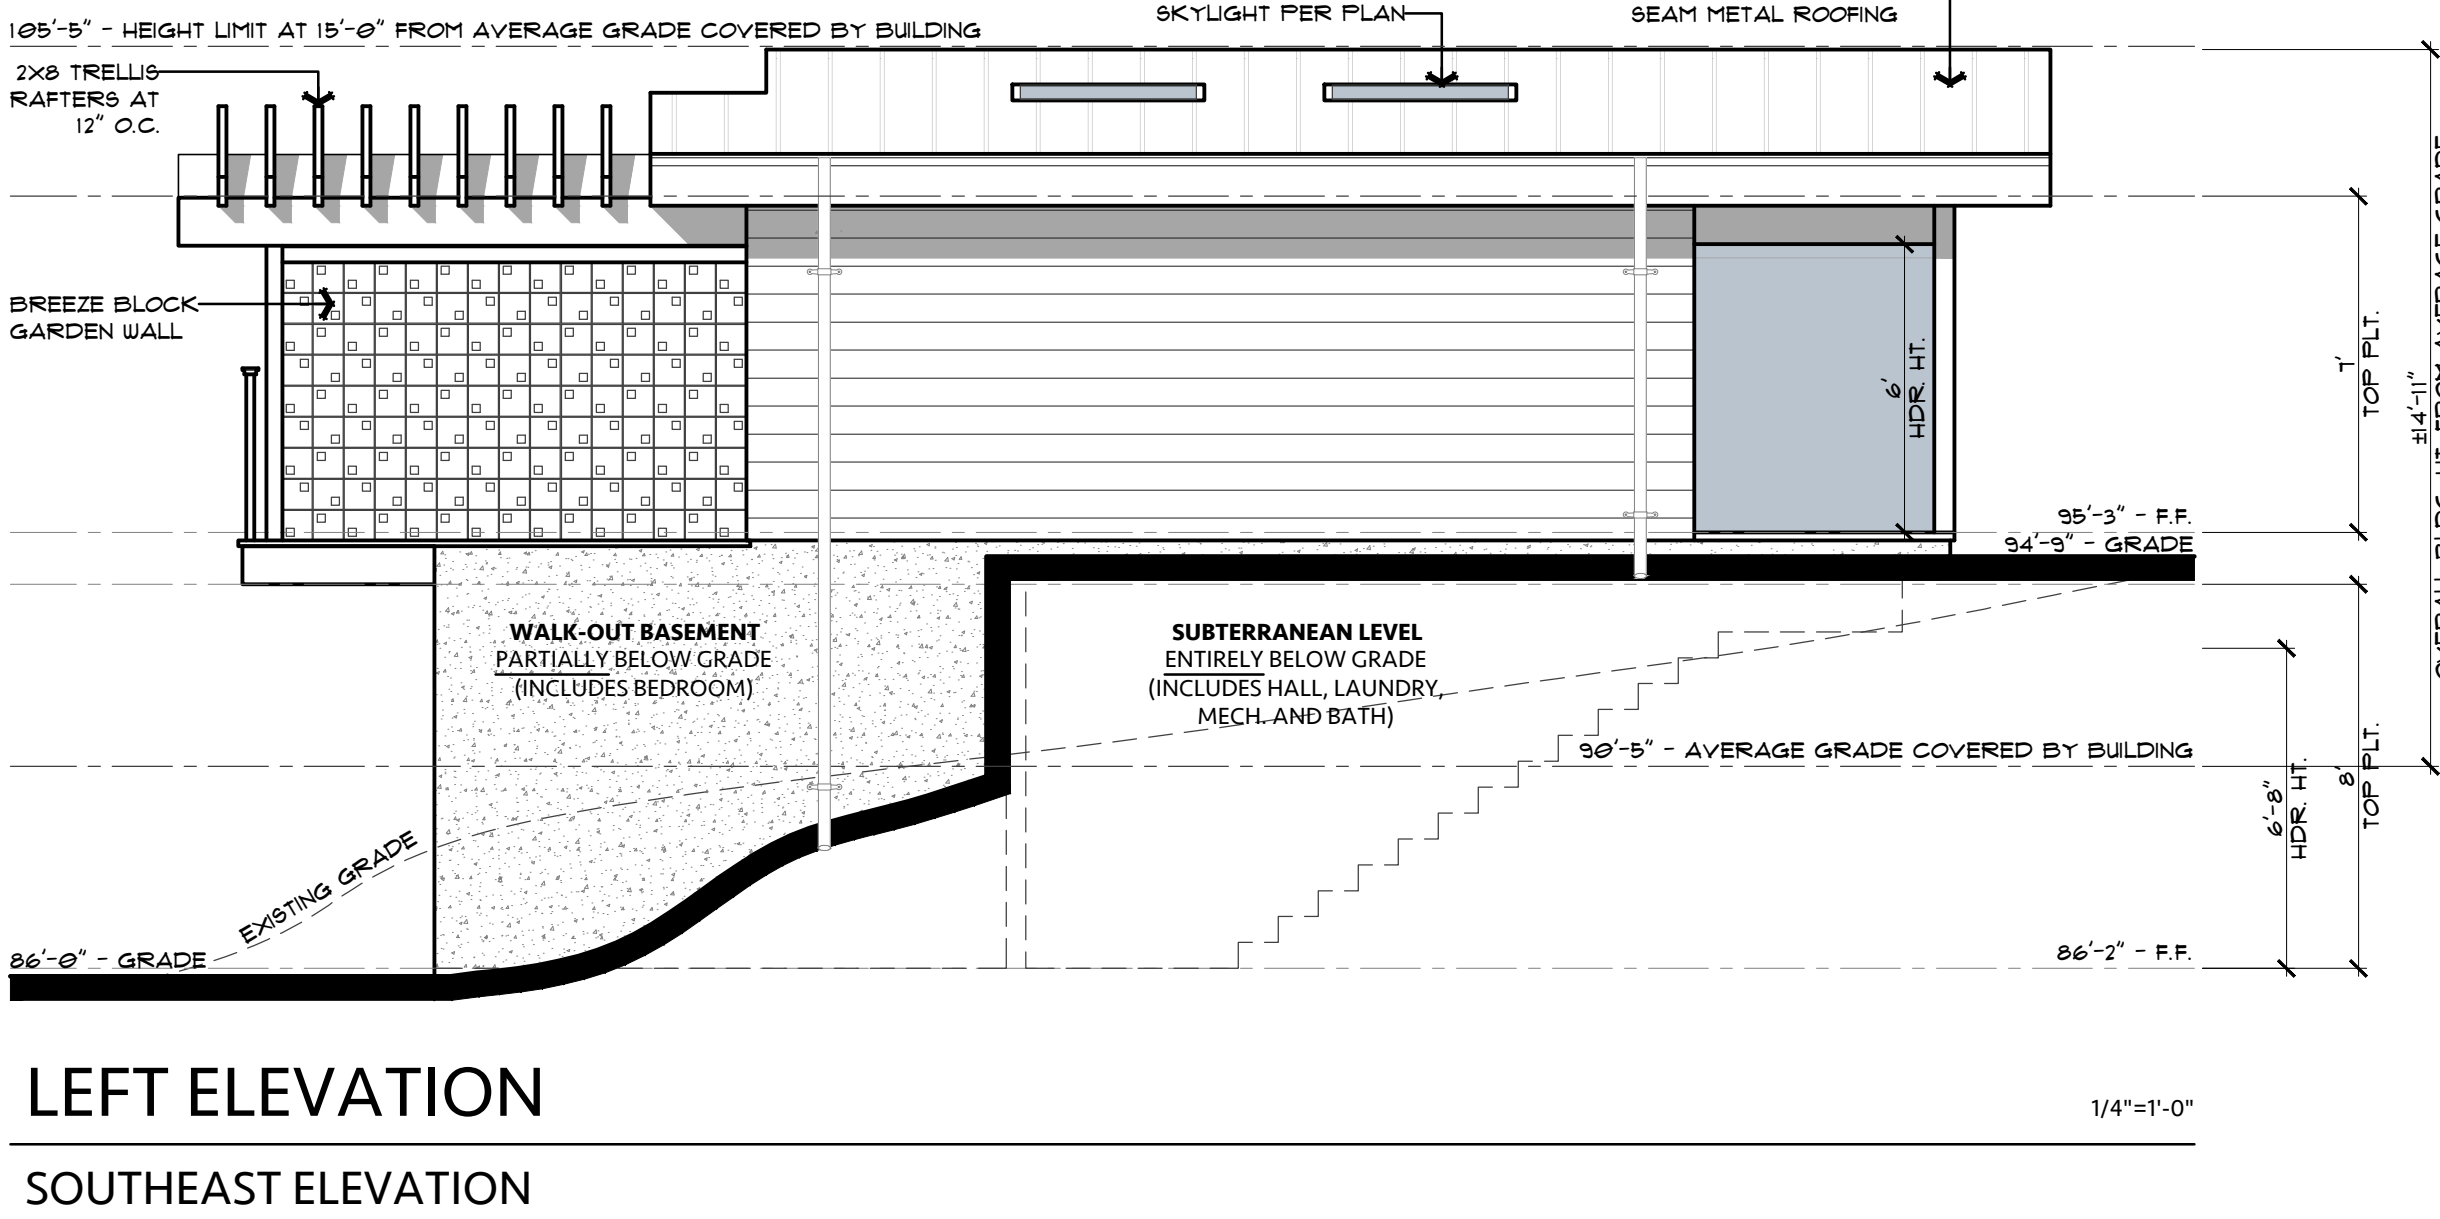 SKYLIGHT PER PLAN
SEAM METAL ROOFING
105'-5" - HEIGHT LIMIT AT 15'-0" FROM AVERAGE GRADE COVERED BY BUILDING
2X8 TRELLIS
RAFTERS AT
12" O.C.
BREEZE BLOCK
GARDEN WALL
6'
HDR. HT.
7'
TOP PLT.
±14'-11"
95'-3" - F.F.
94'-9" - GRADE
WALK-OUT BASEMENT
PARTIALLY BELOW GRADE
(INCLUDES BEDROOM)
SUBTERRANEAN LEVEL
ENTIRELY BELOW GRADE
(INCLUDES HALL, LAUNDRY,
MECH. AND BATH)
90'-5" - AVERAGE GRADE COVERED BY BUILDING
6'-8"
HDR. HT.
8'
TOP PLT.
EXISTING GRADE
86'-0" - GRADE
86'-2" - F.F.
LEFT ELEVATION
1/4"=1'-0"
SOUTHEAST ELEVATION